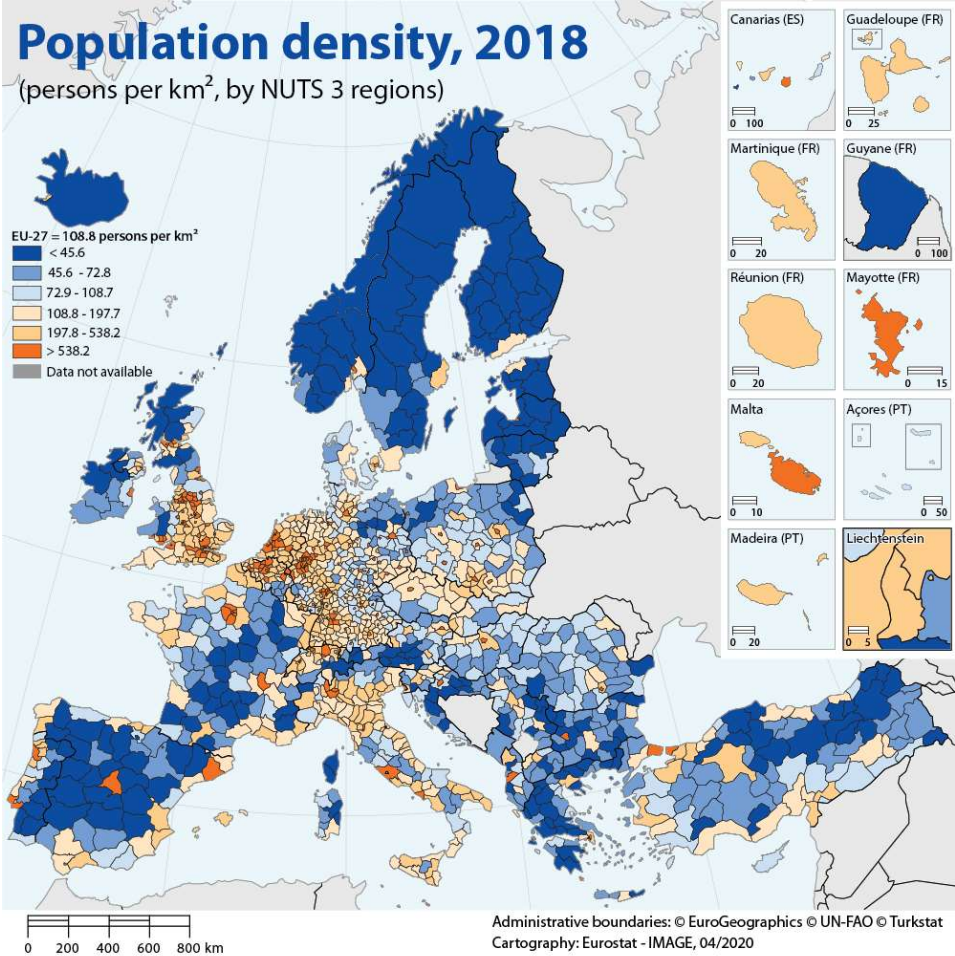 Population density, 2018
(persons per km², by NUTS 3 regions)
EU-27 = 108.8 persons per km²
< 45.6
45.6 - 72.8
72.9 - 108.7
108.8 - 197.7
197.8 - 538.2
> 538.2
Data not available
Canarias (ES)
0 100
Guadeloupe (FR)
0 25
Martinique (FR)
0 20
Guyane (FR)
0 100
Réunion (FR)
0 20
Mayotte (FR)
0 15
Malta
0 10
Açores (PT)
0 50
Madeira (PT)
0 20
Liechtenstein
0 5
0 200 400 600 800 km
Administrative boundaries: © EuroGeographics © UN-FAO © Turkstat
Cartography: Eurostat - IMAGE, 04/2020